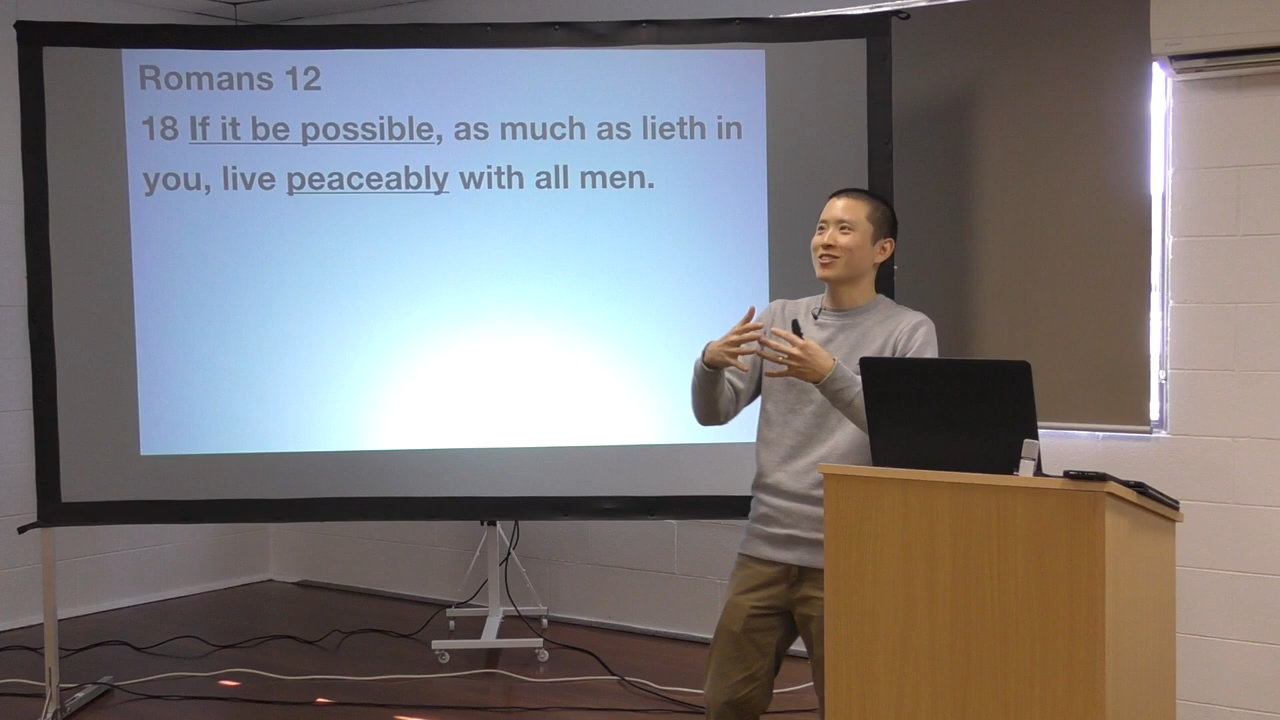 Romans 12
18 If it be possible, as much as lieth in
you, live peaceably with all men.